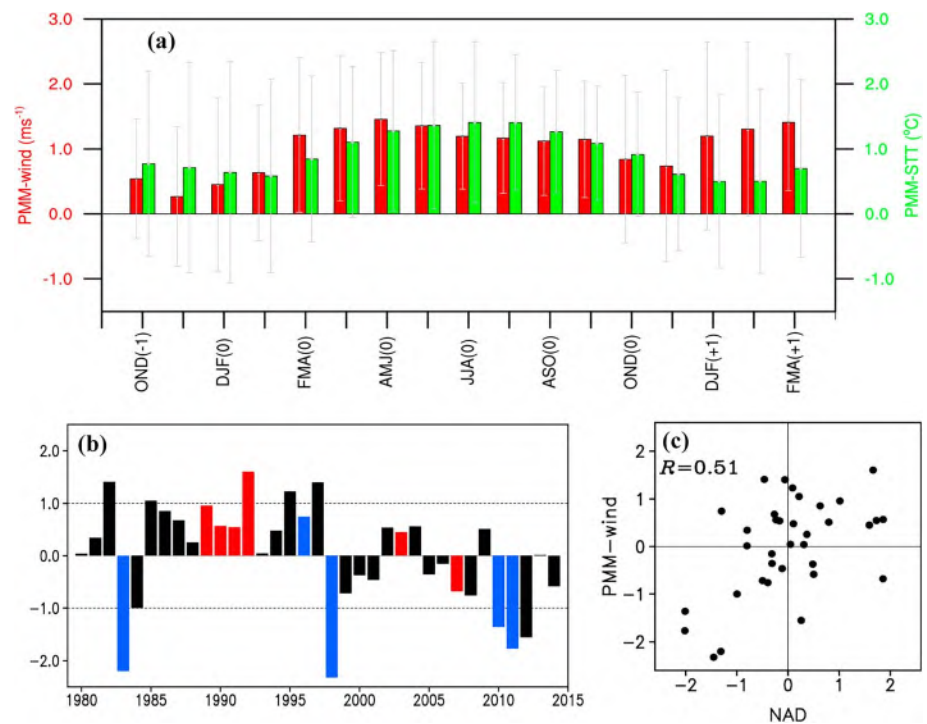 (a)
3.0
2.0
1.0
0.0
-1.0
PMM-wind (ms-1)
3.0
2.0
1.0
0.0
-1.0
PMM-STT (oC)
OND(-1)
DJF(0)
FMA(0)
AMJ(0)
JJA(0)
ASO(0)
OND(0)
DJF(+1)
FMA(+1)
(b)
2.0
1.0
0.0
-1.0
-2.0
1980 1985 1990 1995 2000 2005 2010 2015
(c)
R=0.51
PMM−wind
2
1
0
−1
−2
−2 −1 0 1 2
NAD